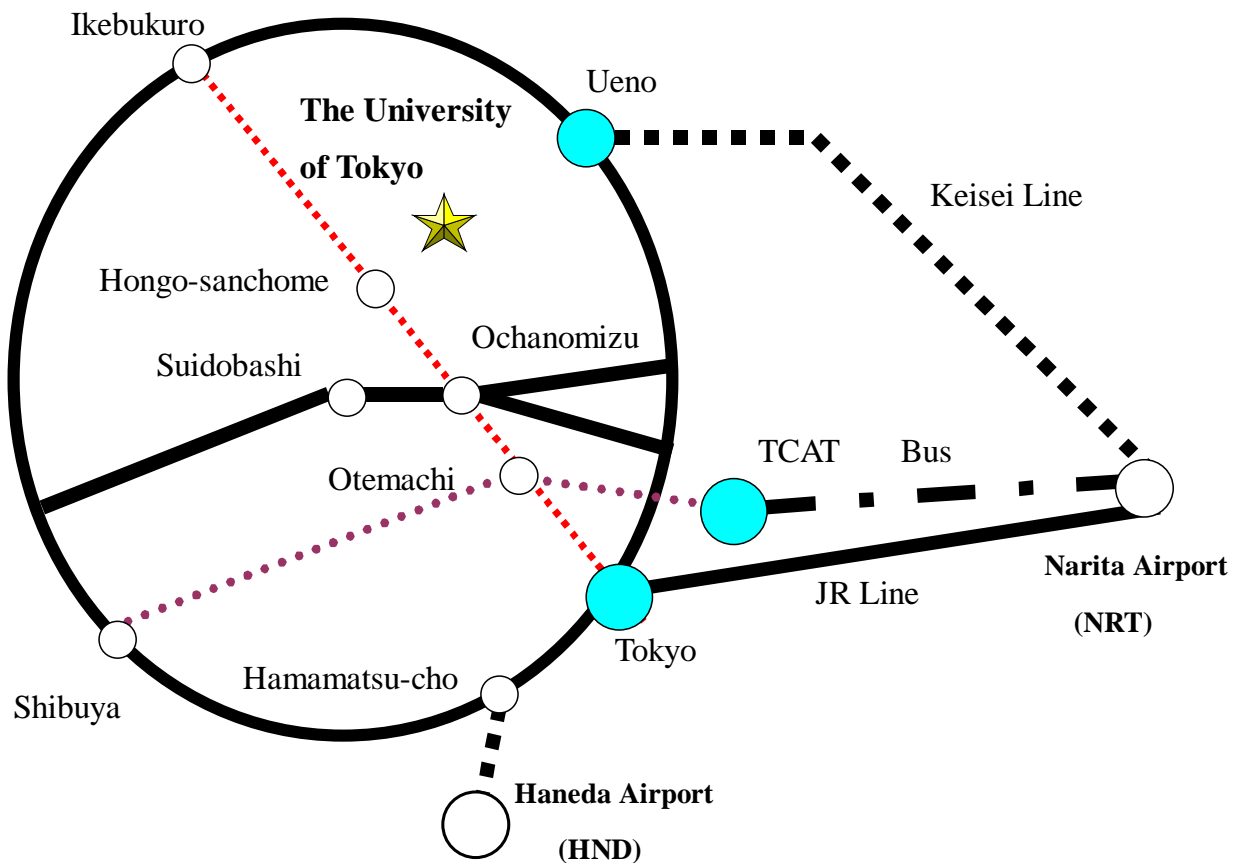 Ikebukuro
Ueno
The University
of Tokyo
Keisei Line
Hongo-sanchome
Ochanomizu
Suidobashi
TCAT
Bus
Otemachi
Narita Airport
(NRT)
JR Line
Tokyo
Hamamatsu-cho
Shibuya
Haneda Airport
(HND)